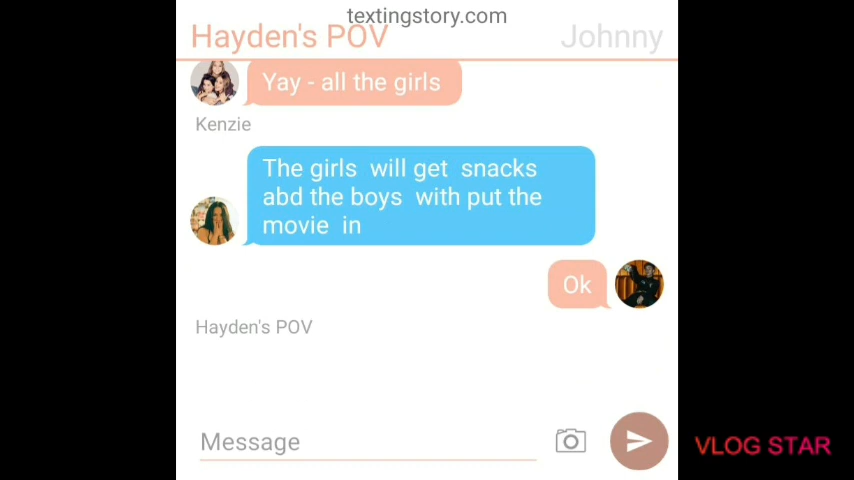 textingstory.com
Hayden's POV
Johnny
Yay - all the girls
Kenzie
The girls will get snacks
abd the boys with put the
movie in
Ok
Hayden's POV
Message
VLOG STAR